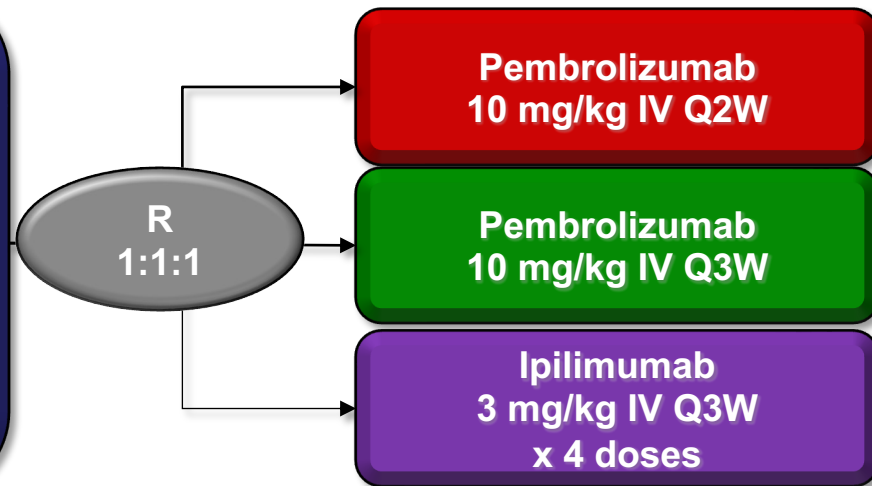 Pembrolizumab
10 mg/kg IV Q2W
R
1:1:1
Pembrolizumab
10 mg/kg IV Q3W
Ipilimumab
3 mg/kg IV Q3W
x 4 doses